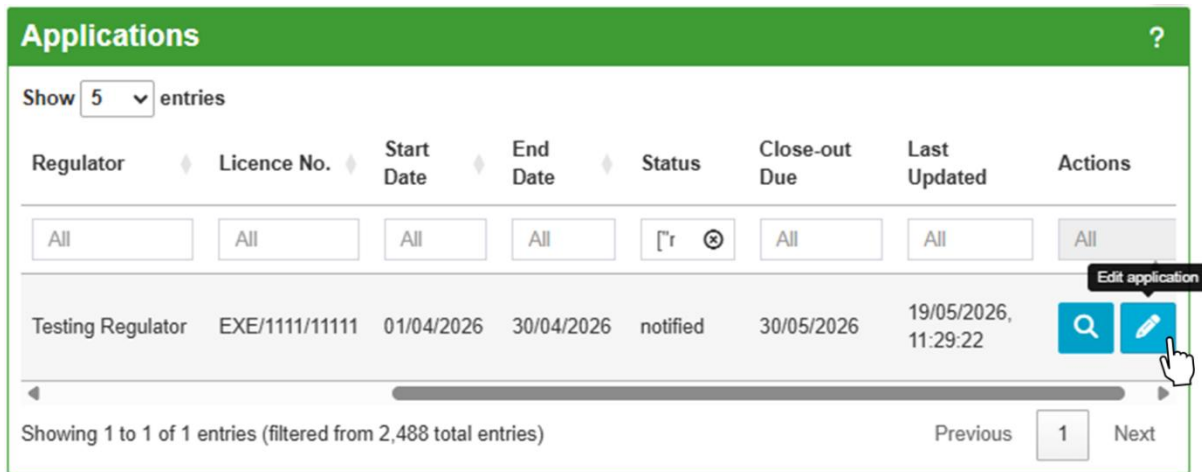 Applications ?
Show 5 entries
Regulator Licence No. Start Date End Date Status Close-out Due Last Updated Actions
All All All All ["r All All All
Edit application
Testing Regulator EXE/1111/11111 01/04/2026 30/04/2026 notified 30/05/2026 19/05/2026, 11:29:22
Showing 1 to 1 of 1 entries (filtered from 2,488 total entries) Previous 1 Next